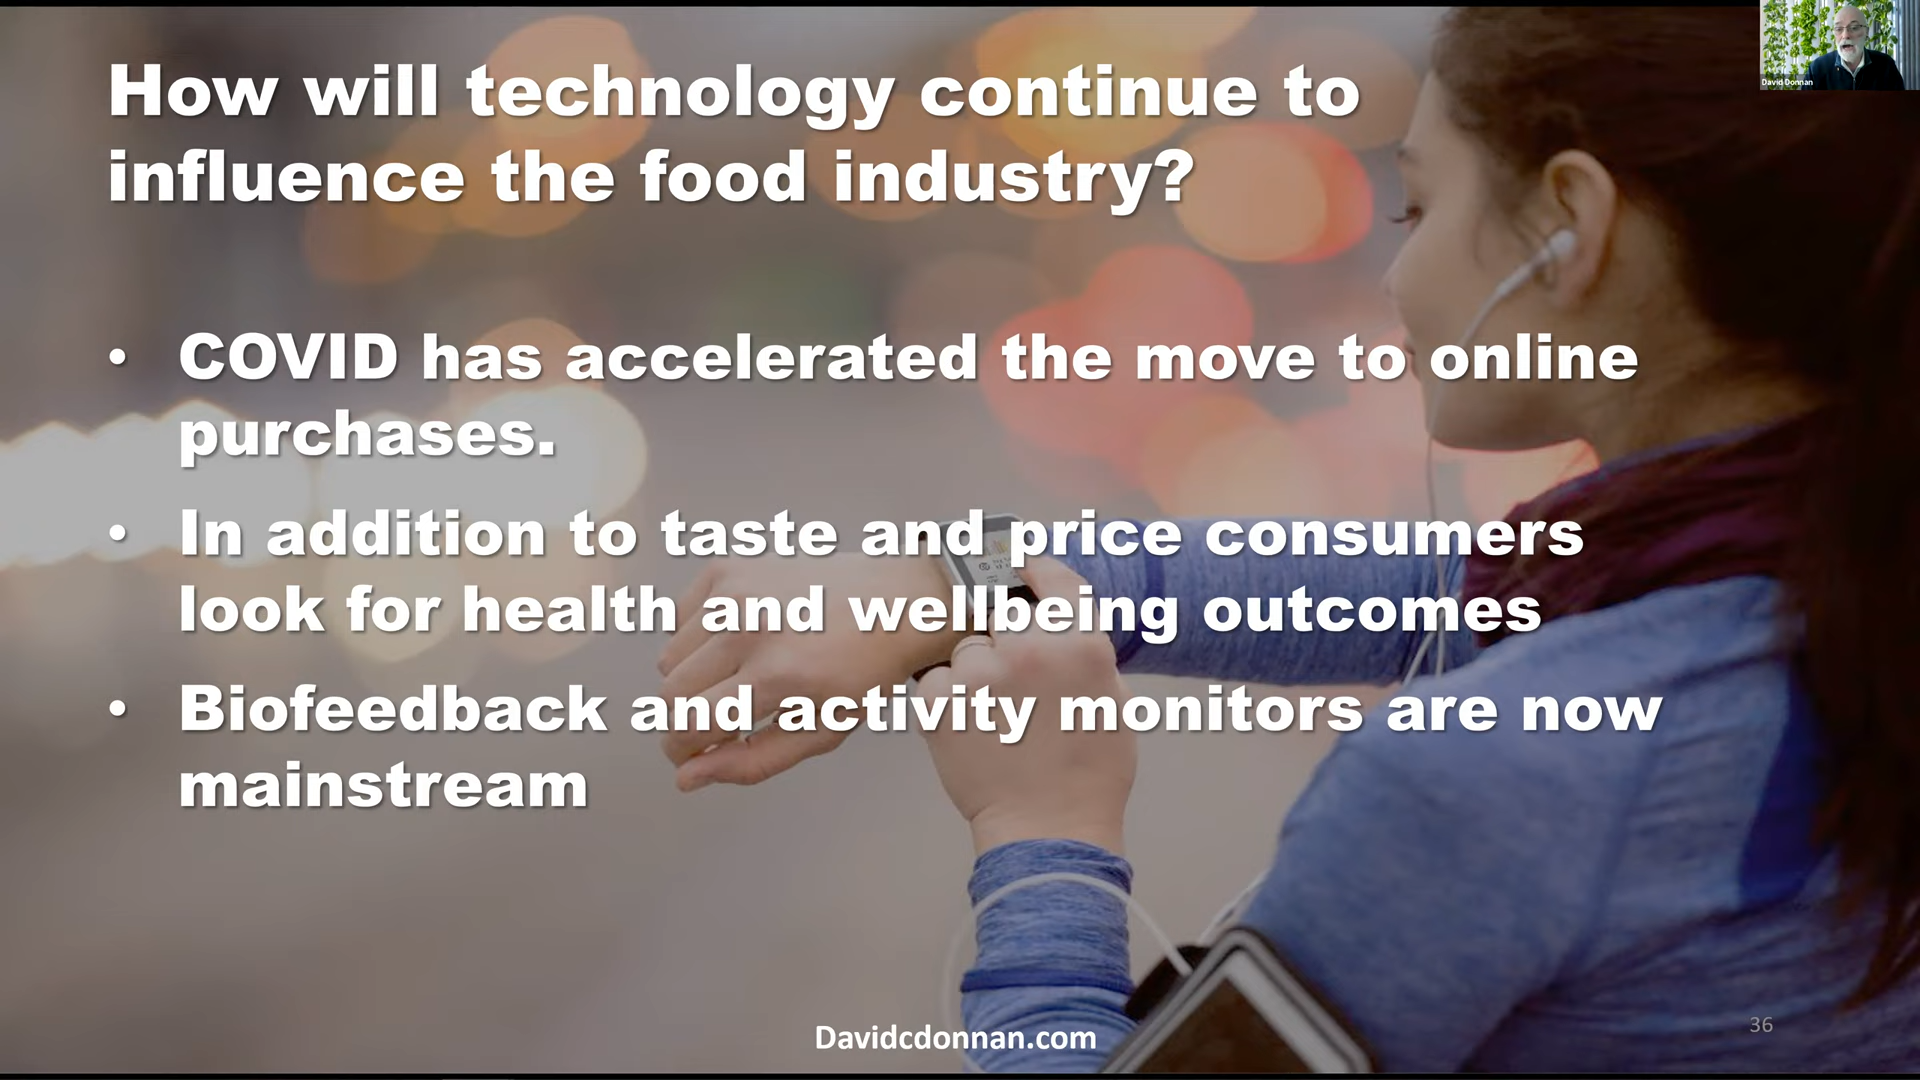 David Donnan
How will technology continue to
influence the food industry?
• COVID has accelerated the move to online
purchases.
• In addition to taste and price consumers
look for health and wellbeing outcomes
• Biofeedback and activity monitors are now
mainstream
Davidcdonnan.com
36